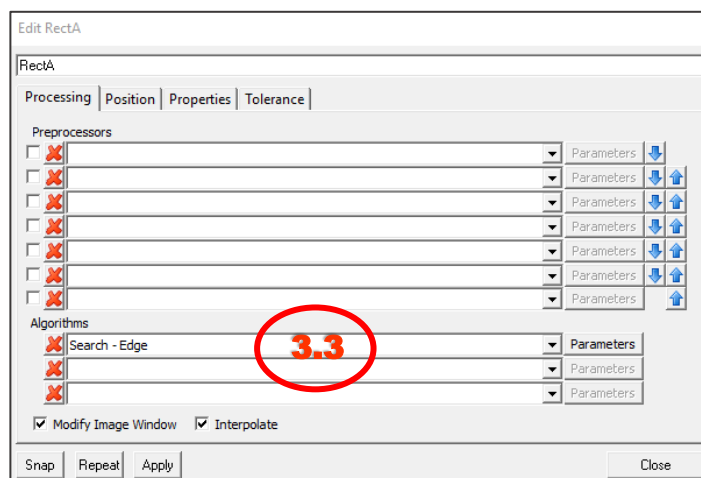 Edit RectA
RectA
Processing Position Properties Tolerance
Preprocessors
Parameters
Parameters
Parameters
Parameters
Parameters
Parameters
Parameters
Algorithms
Search - Edge 3.3 Parameters
Parameters
Parameters
Modify Image Window Interpolate
Snap Repeat Apply Close